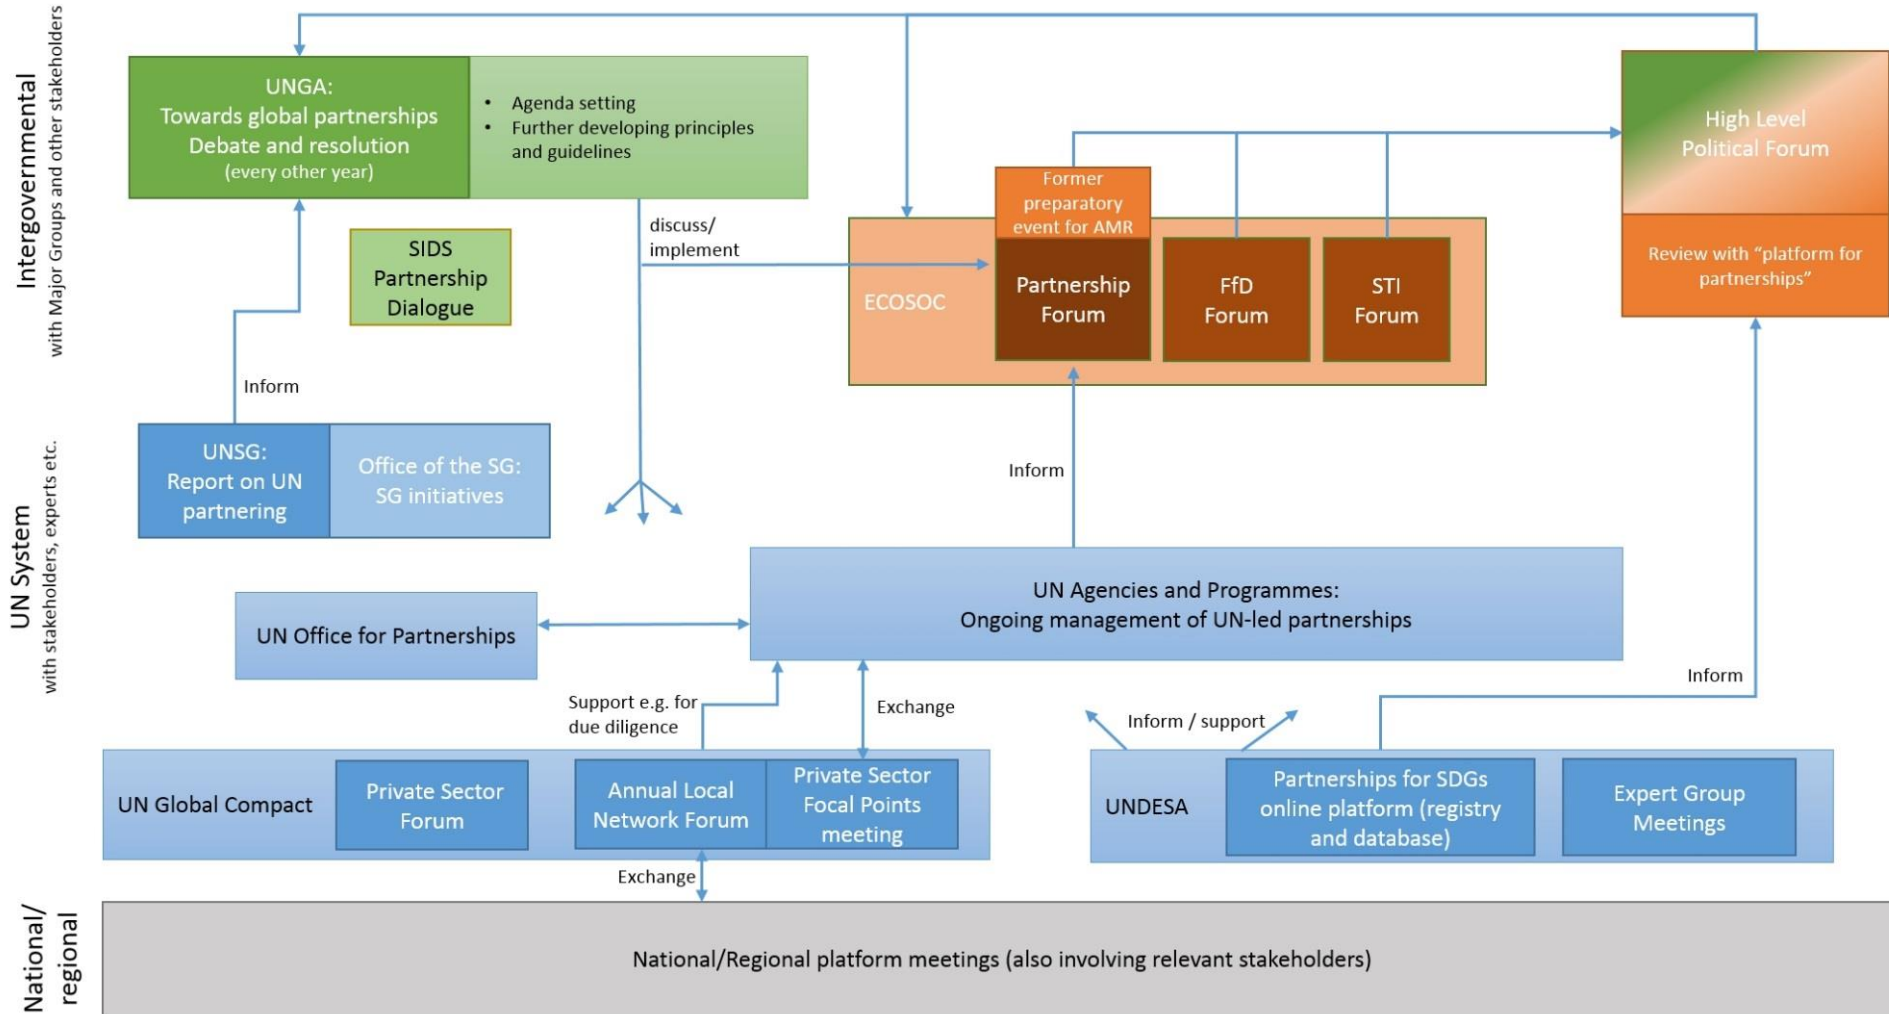 Intergovernmental
with Major Groups and other stakeholders
UNGA:
Towards global partnerships
Debate and resolution
(every other year)
• Agenda setting
• Further developing principles
and guidelines
SIDS
Partnership
Dialogue
discuss/
implement
Former
preparatory
event for AMR
ECOSOC
Partnership
Forum
FfD
Forum
STI
Forum
High Level
Political Forum
Review with “platform for
partnerships”
Inform
UN System
with stakeholders, experts etc.
UNSG:
Report on UN
partnering
Office of the SG:
SG initiatives
Inform
UN Agencies and Programmes:
Ongoing management of UN-led partnerships
UN Office for Partnerships
Support e.g. for
due diligence
Exchange
Inform / support
Inform
UN Global Compact
Private Sector
Forum
Annual Local
Network Forum
Private Sector
Focal Points
meeting
UNDESA
Partnerships for SDGs
online platform (registry
and database)
Expert Group
Meetings
Exchange
National/
regional
National/Regional platform meetings (also involving relevant stakeholders)